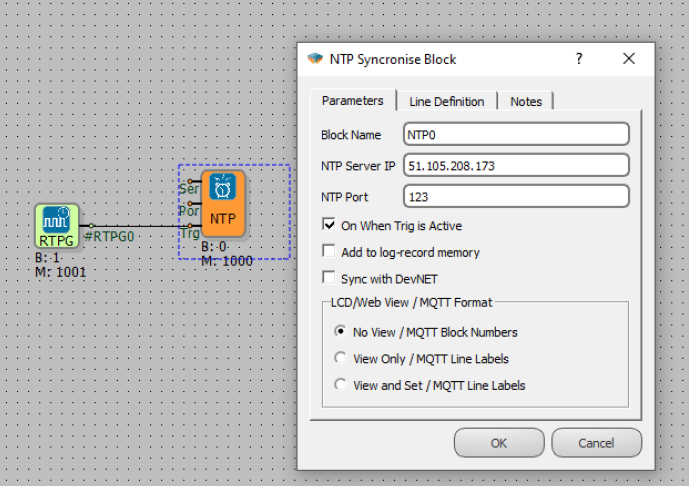 NTP Syncronise Block
?
Parameters
Line Definition
Notes
Block Name
NTP0
NTP Server IP
51.105.208.173
NTP Port
123
On When Trig is Active
Add to log-record memory
Sync with DevNET
LCD/Web View / MQTT Format
No View / MQTT Block Numbers
View Only / MQTT Line Labels
View and Set / MQTT Line Labels
OK
Cancel
Ser
Por
NTP
Trg
B: 0
M: 1000
RTPG
#RTPG0
B: 1
M: 1001